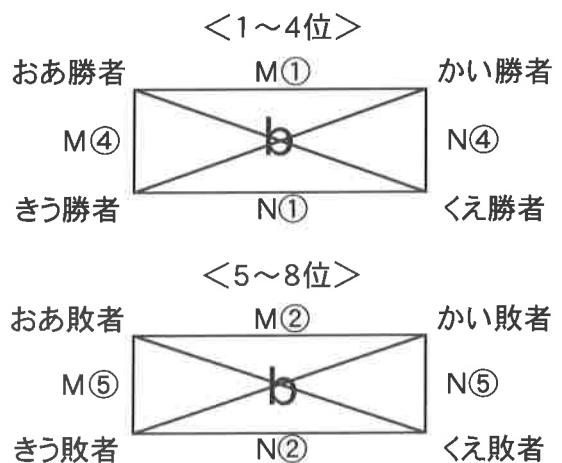 ＜1～4位＞
おあ勝者 M① かい勝者
M④ b N④
きう勝者 N① くえ勝者
＜5～8位＞
おあ敗者 M② かい敗者
M⑤ b N⑤
きう敗者 N② くえ敗者